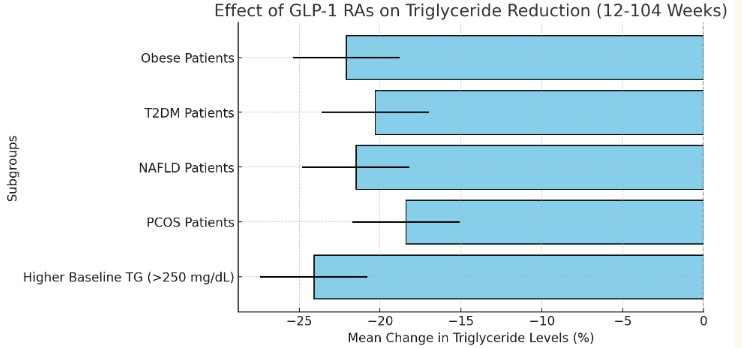 Effect of GLP-1 RAs on Triglyceride Reduction (12-104 Weeks)
Subgroups
Obese Patients
T2DM Patients
NAFLD Patients
PCOS Patients
Higher Baseline TG (>250 mg/dL)
−25 −20 −15 −10 −5 0
Mean Change in Triglyceride Levels (%)